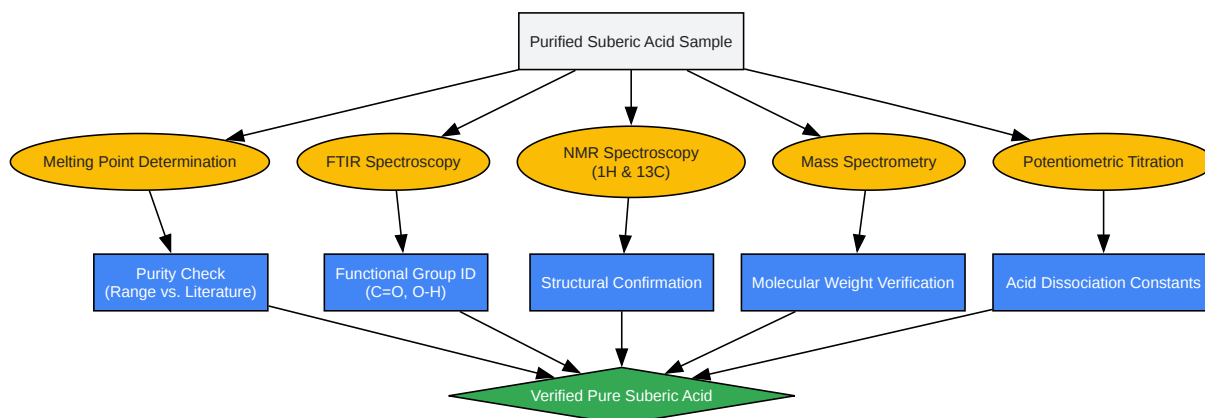 Purified Suberic Acid Sample
Melting Point Determination
FTIR Spectroscopy
NMR Spectroscopy
(1H & 13C)
Mass Spectrometry
Potentiometric Titration
Purity Check
(Range vs. Literature)
Functional Group ID
(C=O, O-H)
Structural Confirmation
Molecular Weight Verification
Acid Dissociation Constants
Verified Pure Suberic Acid